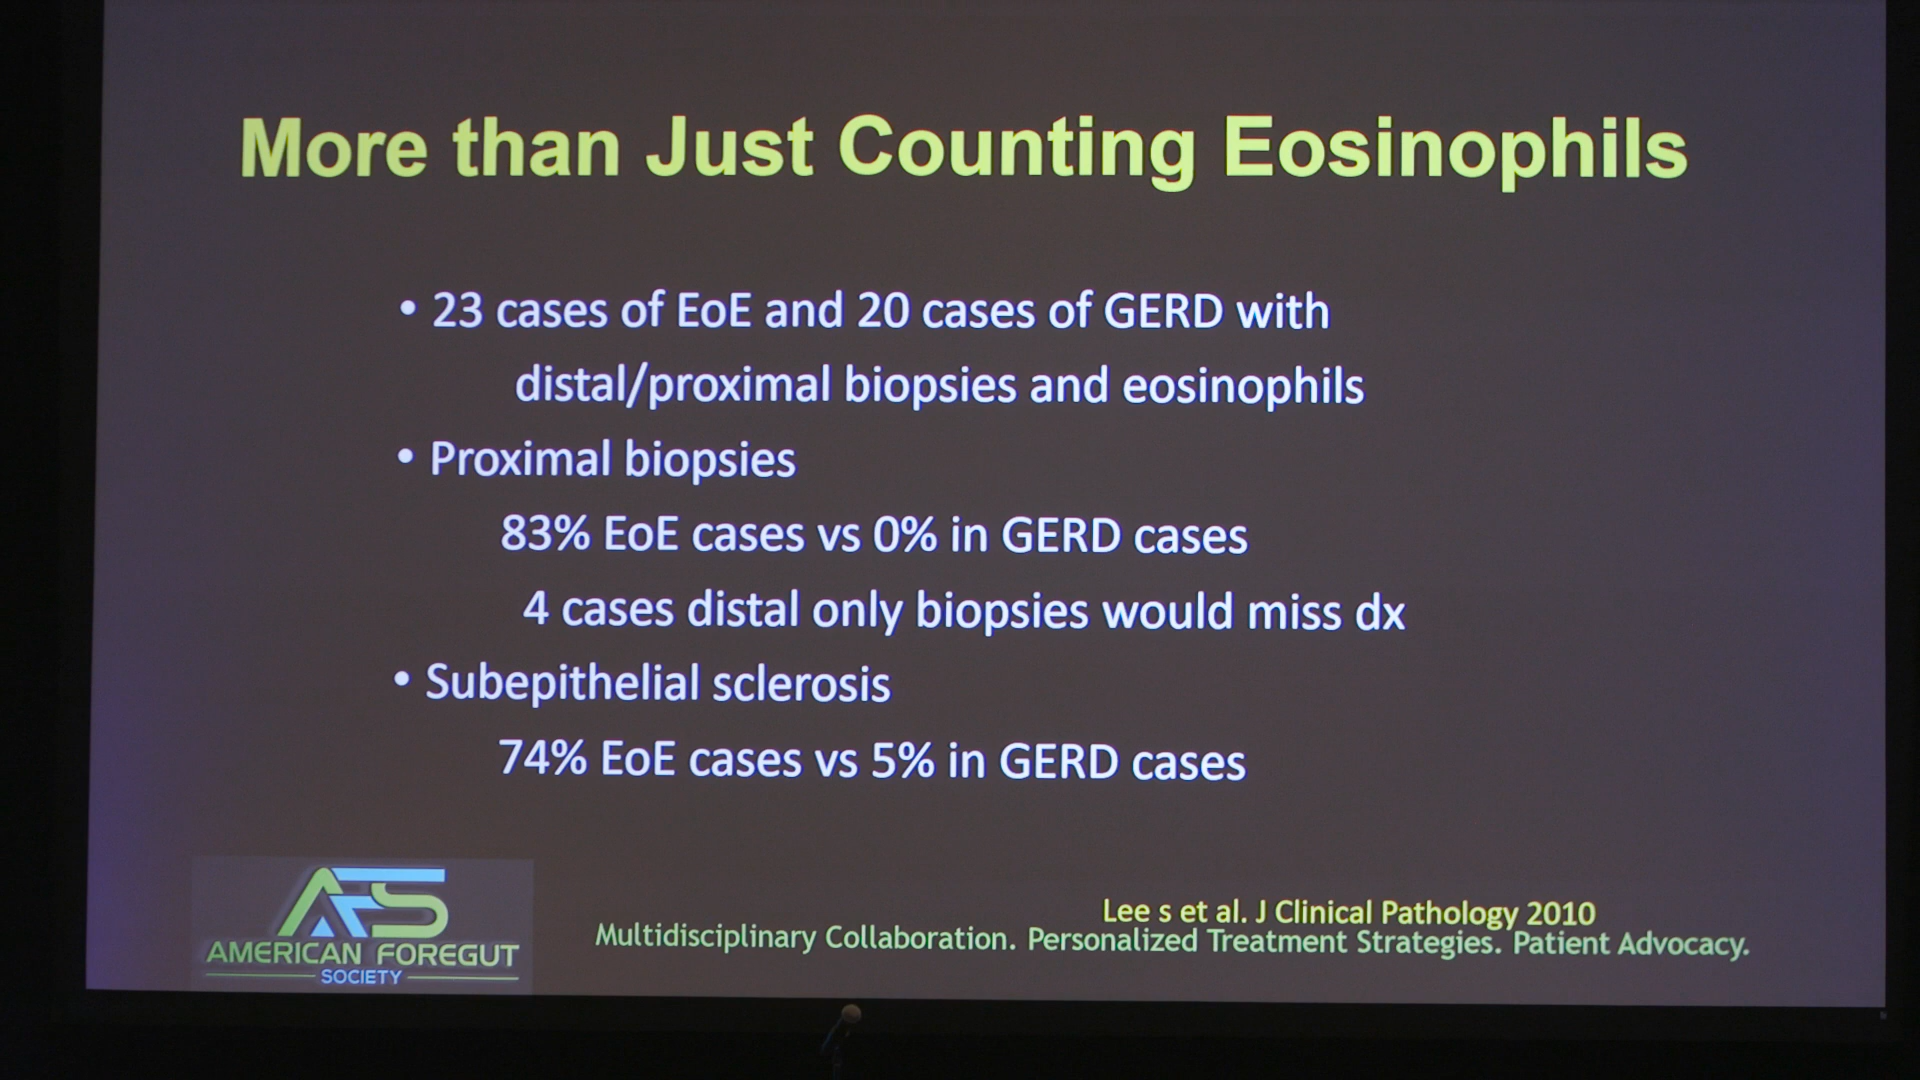 More than Just Counting Eosinophils
• 23 cases of EoE and 20 cases of GERD with
distal/proximal biopsies and eosinophils
• Proximal biopsies
83% EoE cases vs 0% in GERD cases
4 cases distal only biopsies would miss dx
• Subepithelial sclerosis
74% EoE cases vs 5% in GERD cases
Lee s et al. J Clinical Pathology 2010
Multidisciplinary Collaboration. Personalized Treatment Strategies. Patient Advocacy.
AFS
AMERICAN FOREGUT
SOCIETY